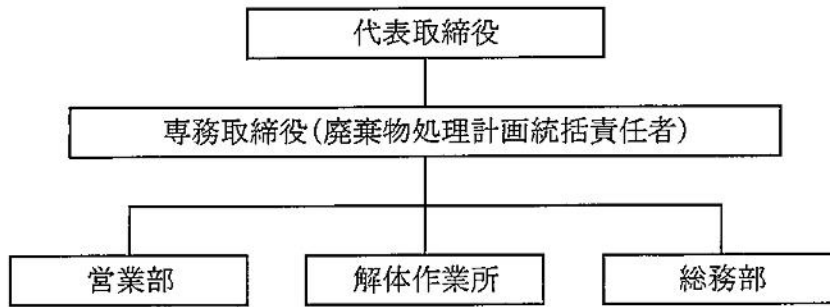 代表取締役
専務取締役(廃棄物処理計画統括責任者)
営業部
解体作業所
総務部